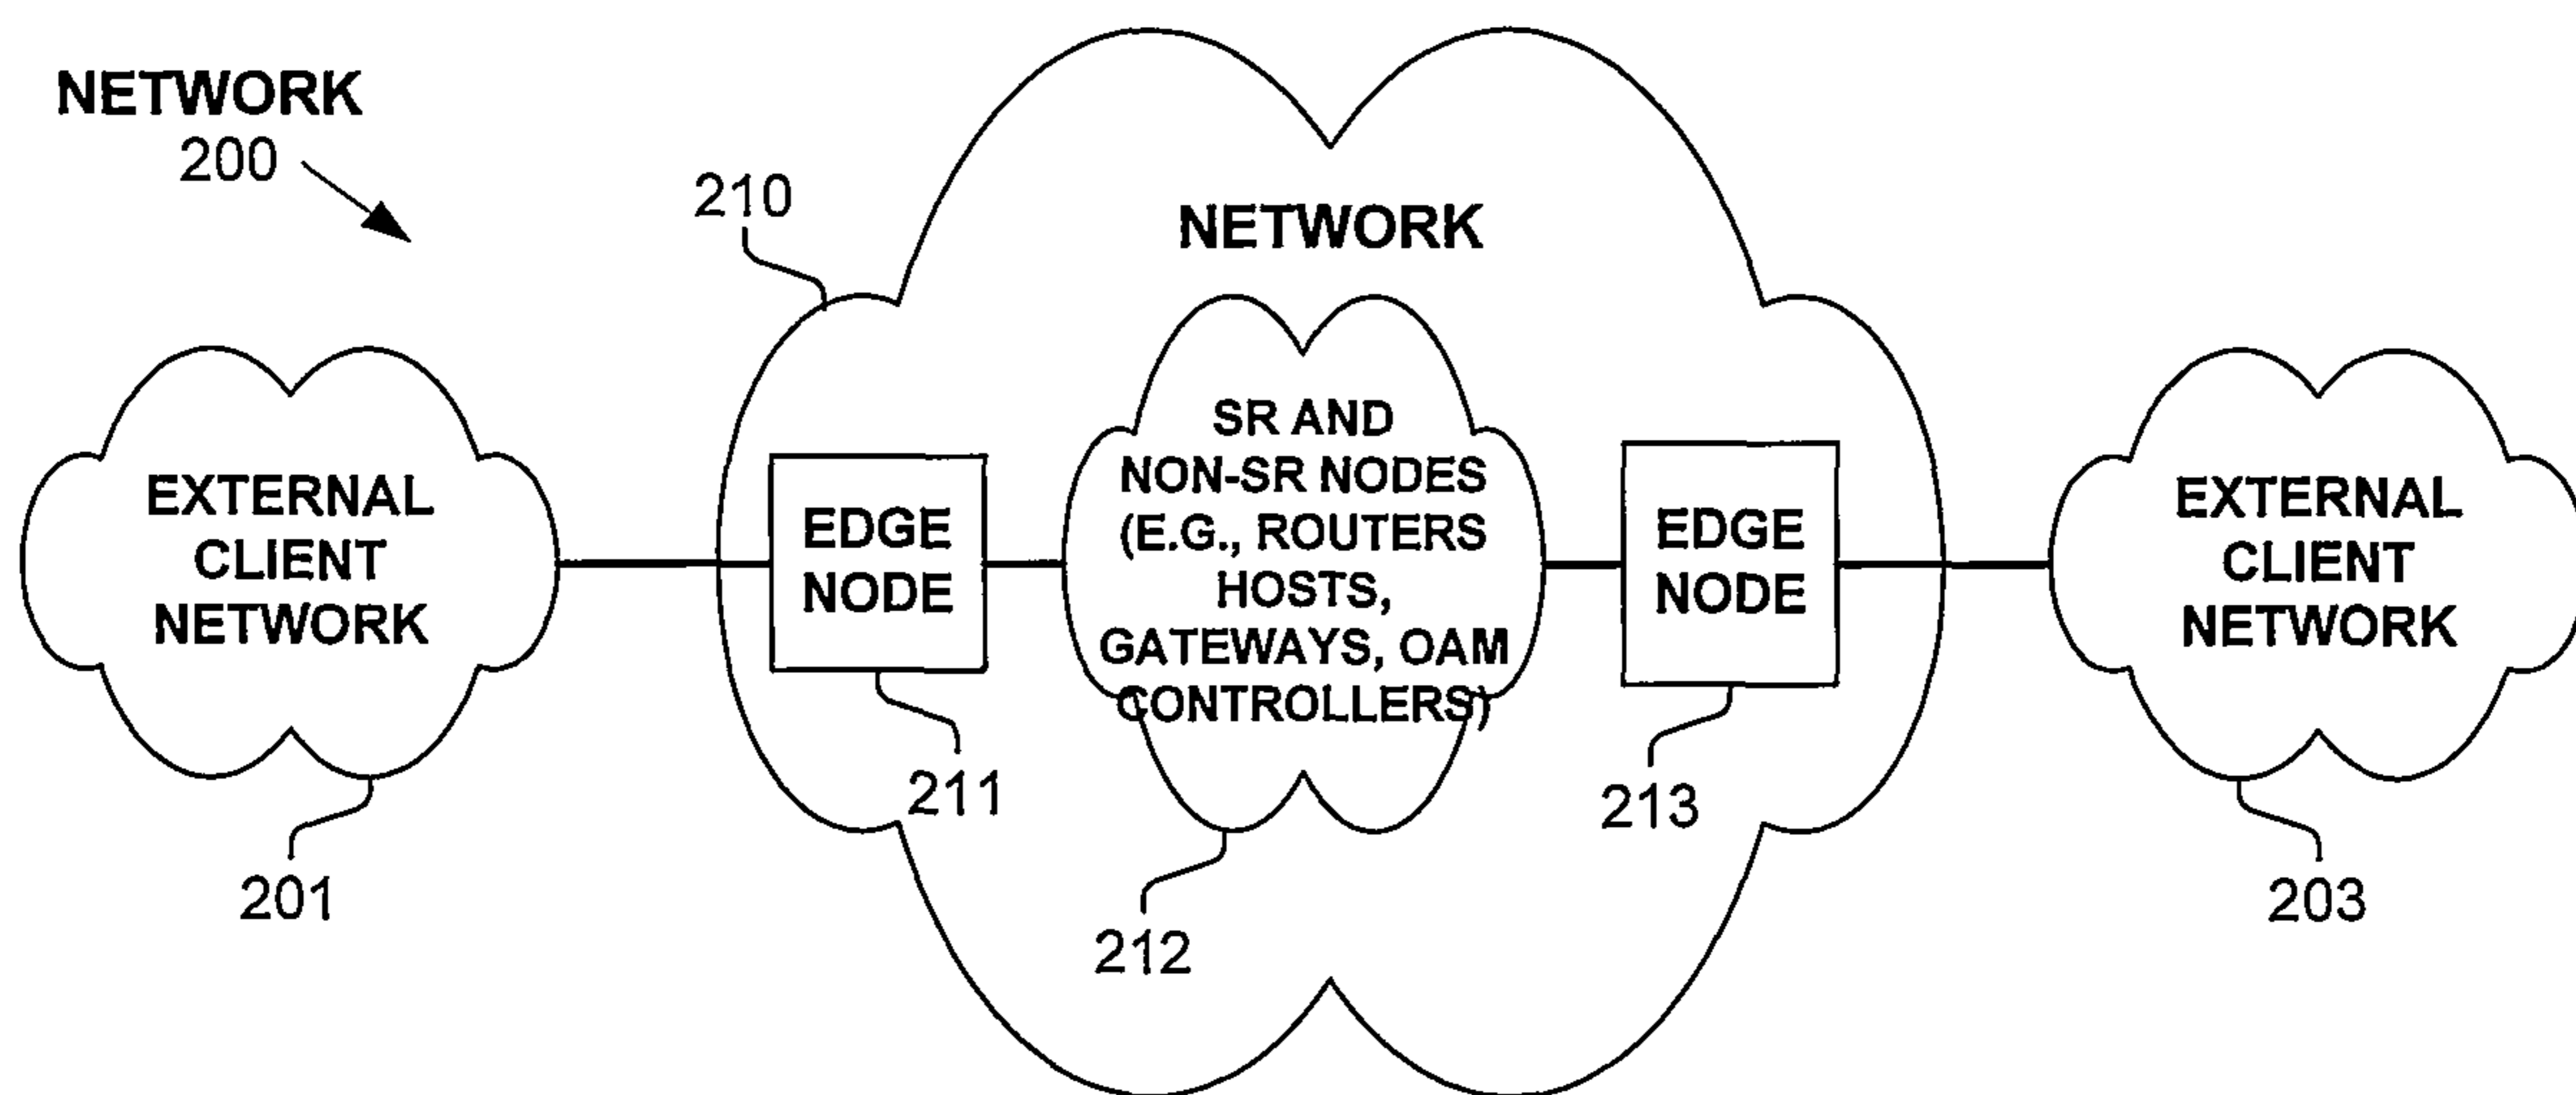 NETWORK
200
210
NETWORK
EXTERNAL
CLIENT
NETWORK
201
EDGE
NODE
211
SR AND
NON-SR NODES
(E.G., ROUTERS
HOSTS,
GATEWAYS, OAM
CONTROLLERS)
212
EDGE
NODE
213
EXTERNAL
CLIENT
NETWORK
203